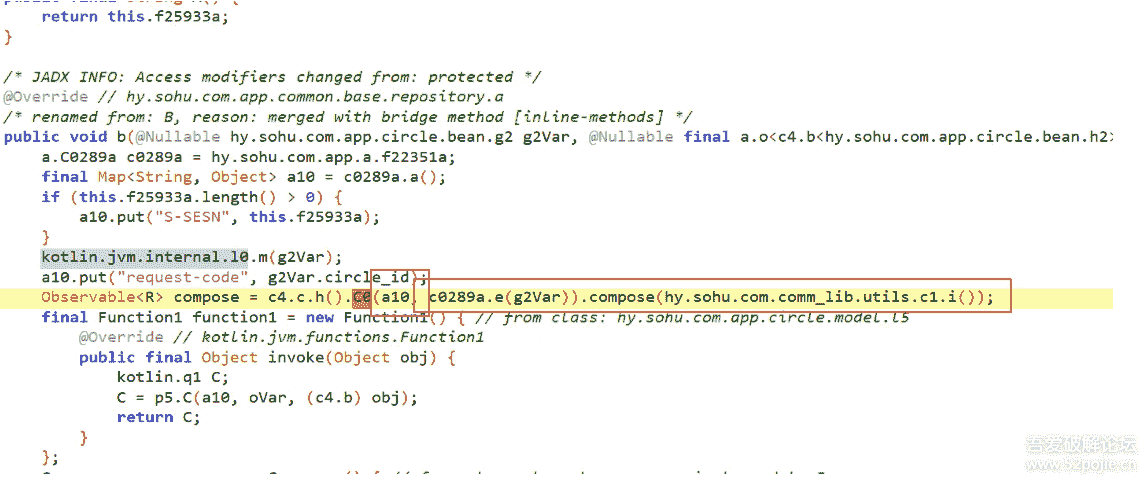 return this.f25933a;
}
/* JADX INFO: Access modifiers changed from: protected */
@Override // hy.sohu.com.app.common.base.repository.a
/* renamed from: B, reason: merged with bridge method [inline-methods] */
public void b(@Nullable hy.sohu.com.app.circle.bean.g2 g2Var, @Nullable final a.o<c4.b<hy.sohu.com.app.circle.bean.h2>
a.C0289a c0289a = hy.sohu.com.app.a.f22351a;
final Map<String, Object> a10 = c0289a.a();
if (this.f25933a.length() > 0) {
a10.put("S-SESN", this.f25933a);
}
kotlin.jvm.internal.l0.m(g2Var);
a10.put("request-code", g2Var.circle_id);
Observable<R> compose = c4.c.h().C0(a10, c0289a.e(g2Var)).compose(hy.sohu.com.comm_lib.utils.c1.i());
final Function1 function1 = new Function1() { // from class: hy.sohu.com.app.circle.model.l5
@Override // kotlin.jvm.functions.Function1
public final Object invoke(Object obj) {
kotlin.q1 C;
C = p5.C(a10, oVar, (c4.b) obj);
return C;
}
};
吾爱破解论坛
www.52pojie.cn